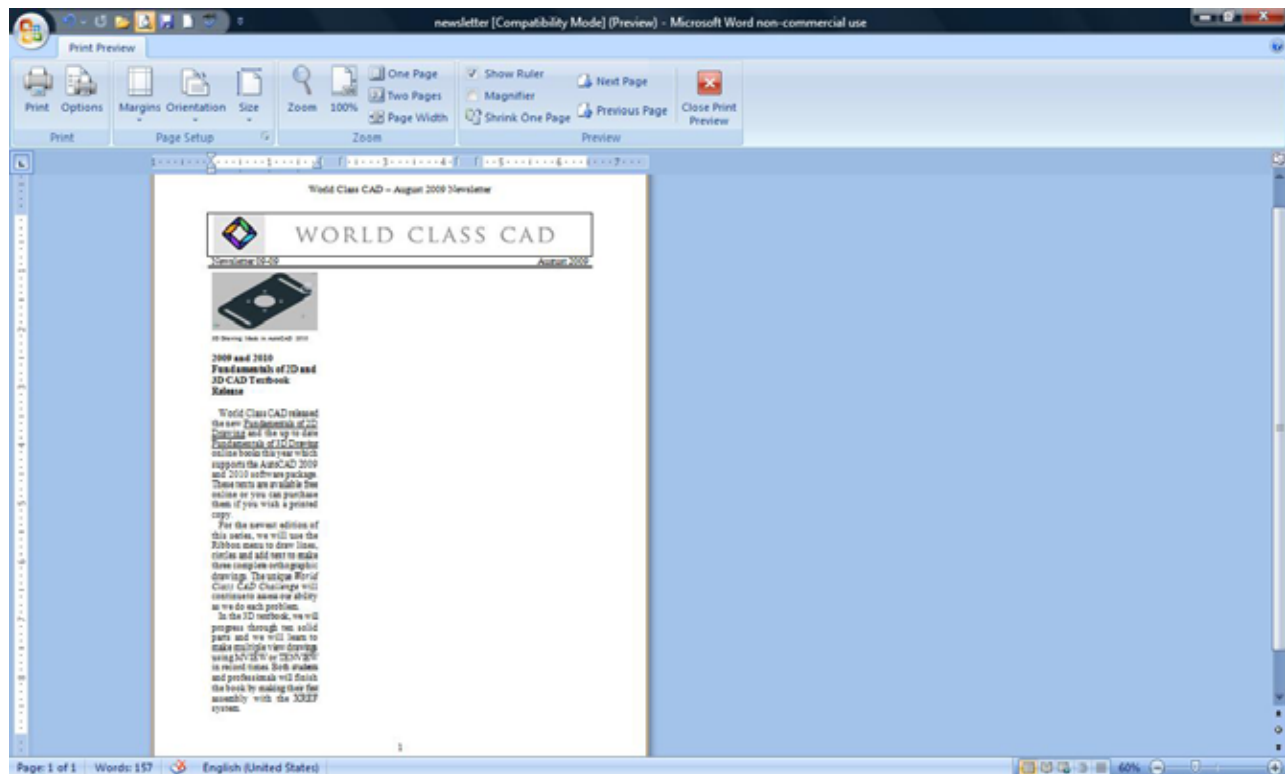 newsletter [Compatibility Mode] (Preview) - Microsoft Word non-commercial use
Print Preview
Print Options Margins Orientation Size Zoom 100% One Page Two Pages Page Width Show Ruler Magnifier Shrink One Page Next Page Previous Page Close Print Preview
Print Page Setup Zoom Preview
World Class CAD – August 2009 Newsletter
WORLD CLASS CAD
Newsletter 09-09 August 2009
2009 and 2010
Fundamentals of 2D and
3D CAD Textbook
Release
World Class CAD released
the new Fundamentals of 2D
Drawing and the up to date
Fundamentals of 3D Drawing
online books this year which
supports the AutoCAD 2009
and 2010 software package.
These texts are available free
online or you can purchase
them if you wish a printed
copy.
For the newest edition of
this series, we will use the
Ribbon menu to draw lines,
circles and add text to make
three complete orthographic
drawings. The unique World
Class CAD Challenge will
continue to assess our ability
as we do each problem.
In the 3D textbook, we will
progress through ten solid
parts and we will learn to
make multiple view drawings
using MVIEW or
in record times. Both student
and professionals will finish
the book by making their
assembly with the XREF
system.
1
Page: 1 of 1 Words: 157 English (United States) 60%